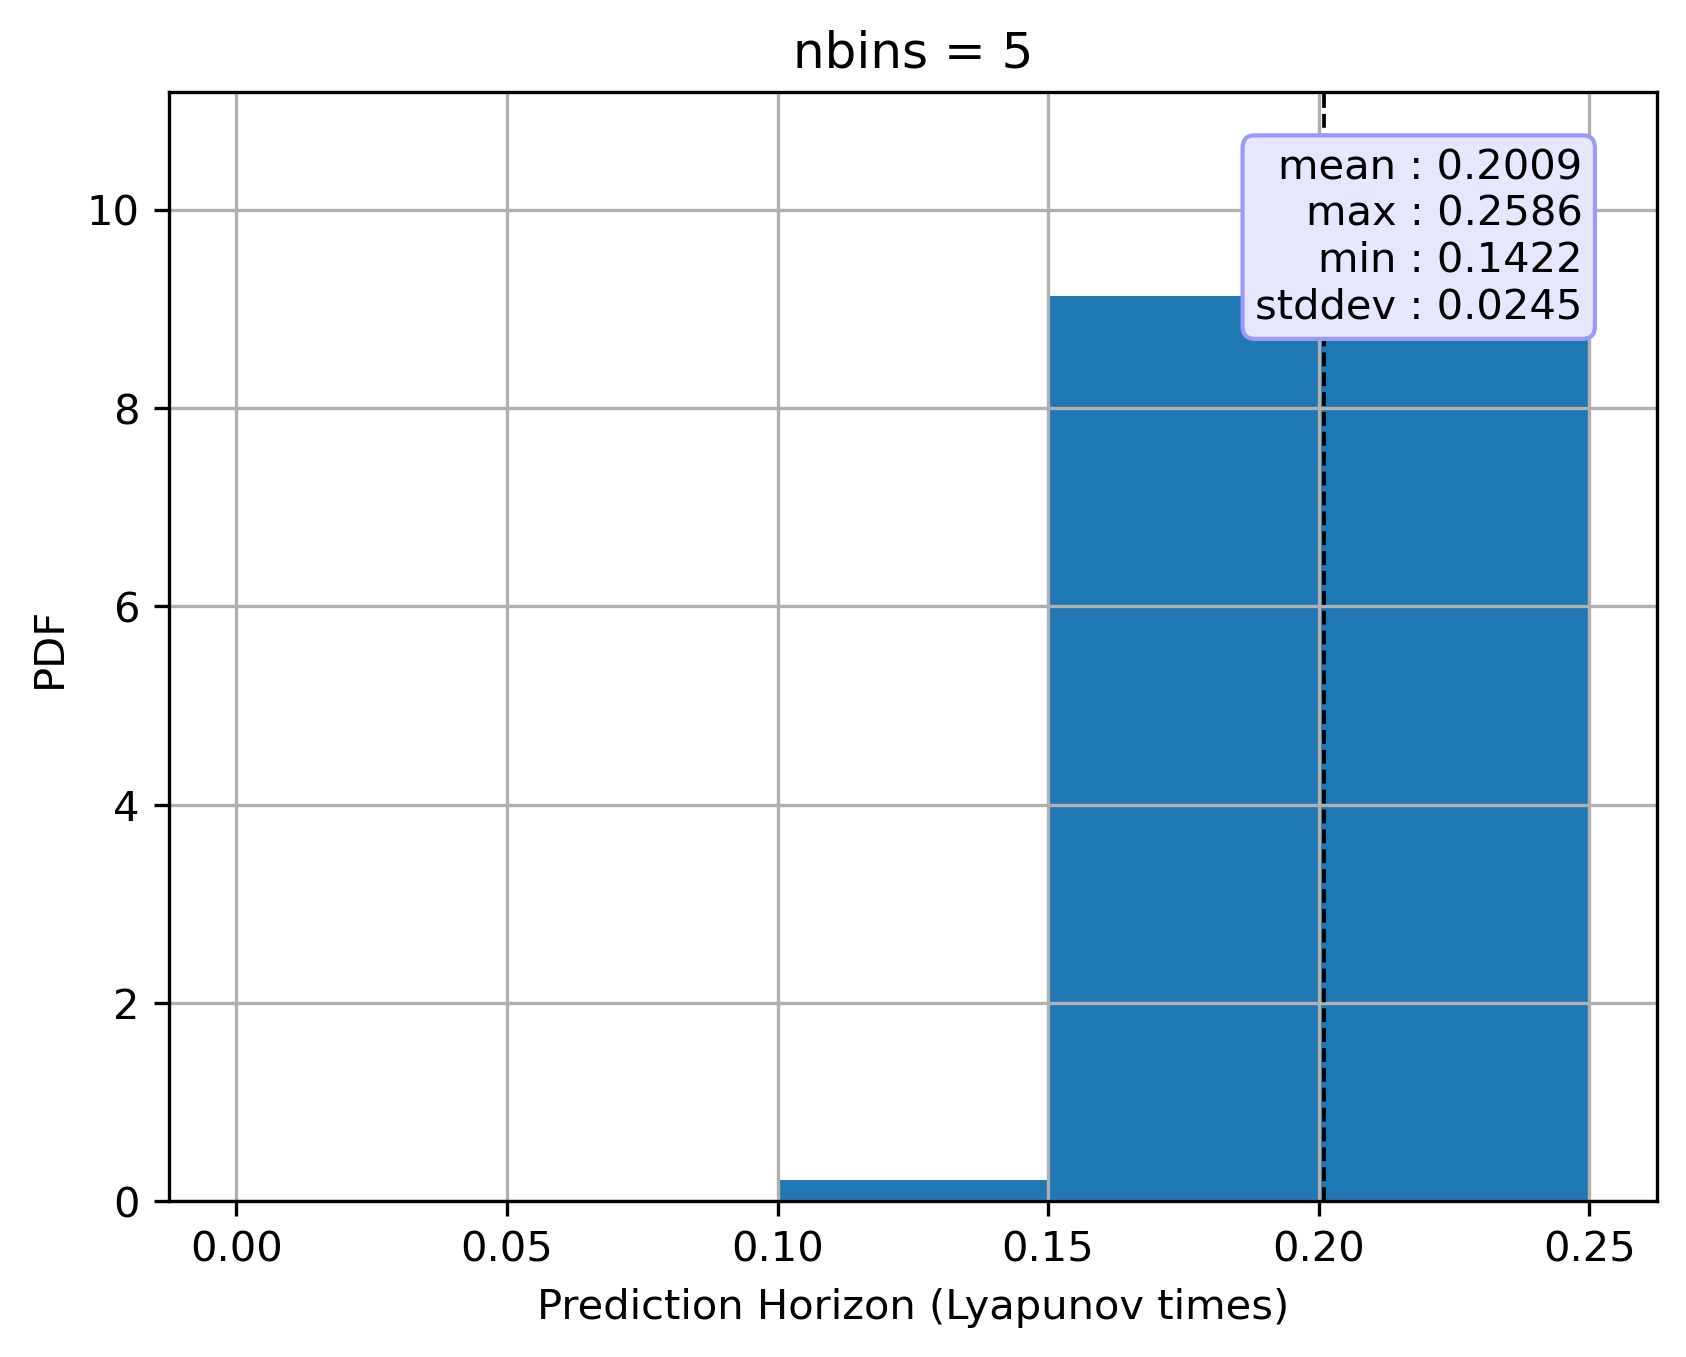 nbins = 5
mean : 0.2009
max : 0.2586
min : 0.1422
stddev : 0.0245
10
8
6
4
2
0
PDF
0.00 0.05 0.10 0.15 0.20 0.25
Prediction Horizon (Lyapunov times)